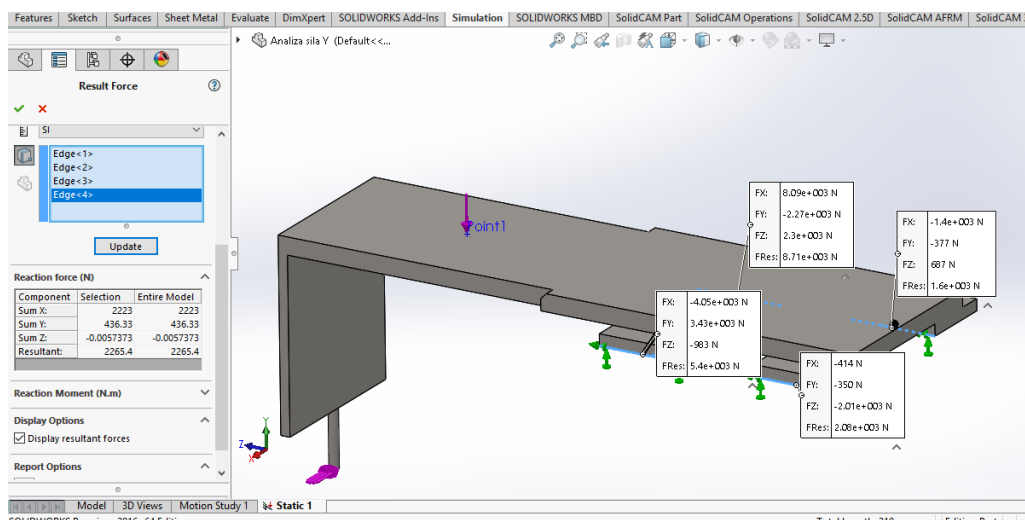 Features Sketch Surfaces Sheet Metal Evaluate DimXpert SOLIDWORKS Add-Ins Simulation SOLIDWORKS MBD SolidCAM Part SolidCAM Operations SolidCAM 2.5D SolidCAM AFRM SolidCAM
Analiza sila Y (Default<<...
Result Force
SI
Edge<1>
Edge<2>
Edge<3>
Edge<4>
Update
Reaction force (N)
Component Selection Entire Model
Sum X: 2223 2223
Sum Y: 436.33 436.33
Sum Z: -0.0057373 -0.0057373
Resultant: 2265.4 2265.4
Reaction Moment (N.m)
Display Options
Display resultant forces
Report Options
Point1
FX: 8.09e+003 N
FY: -2.27e+003 N
FZ: 2.3e+003 N
FRes: 8.71e+003 N
FX: -1.4e+003 N
FY: -377 N
FZ: 687 N
FRes: 1.6e+003 N
FX: -4.05e+003 N
FY: 3.43e+003 N
FZ: -983 N
FRes: 5.4e+003 N
FX: -414 N
FY: -350 N
FZ: -2.01e+003 N
FRes: 2.08e+003 N
Y
Z
X
Model 3D Views Motion Study 1 Static 1